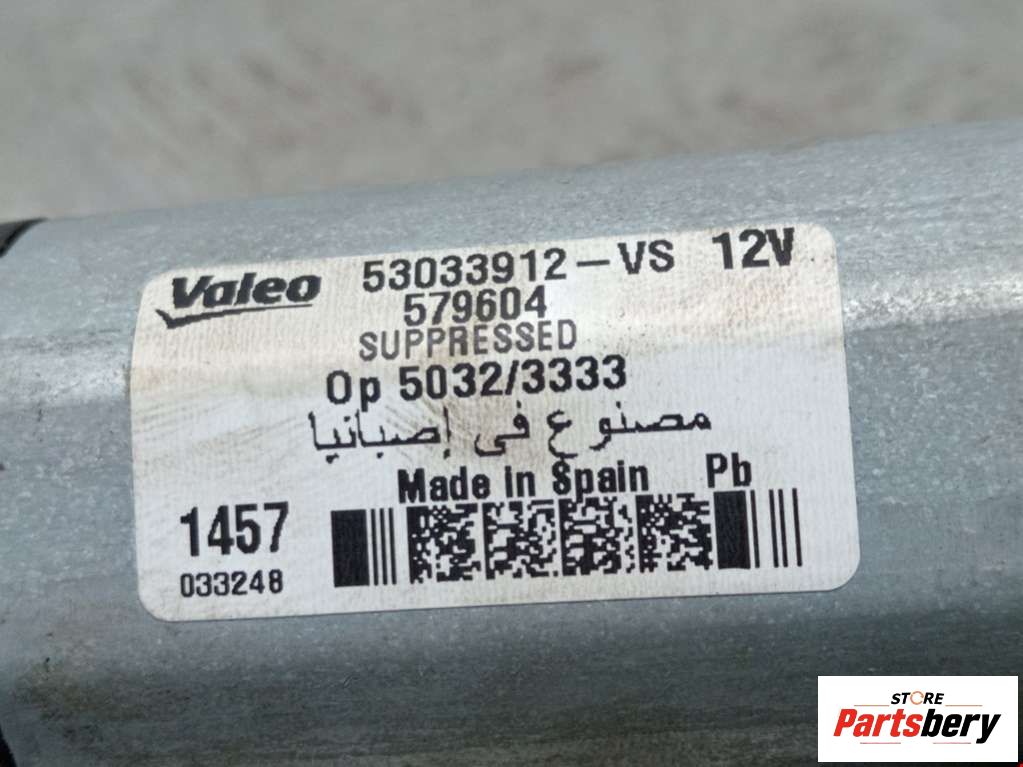 Valeo 53033912-VS 12V
579604
SUPPRESSED
Op 5032/3333
مصنوع في إصبانيا
Made in Spain Pb
1457
033248
STORE
Partsbery